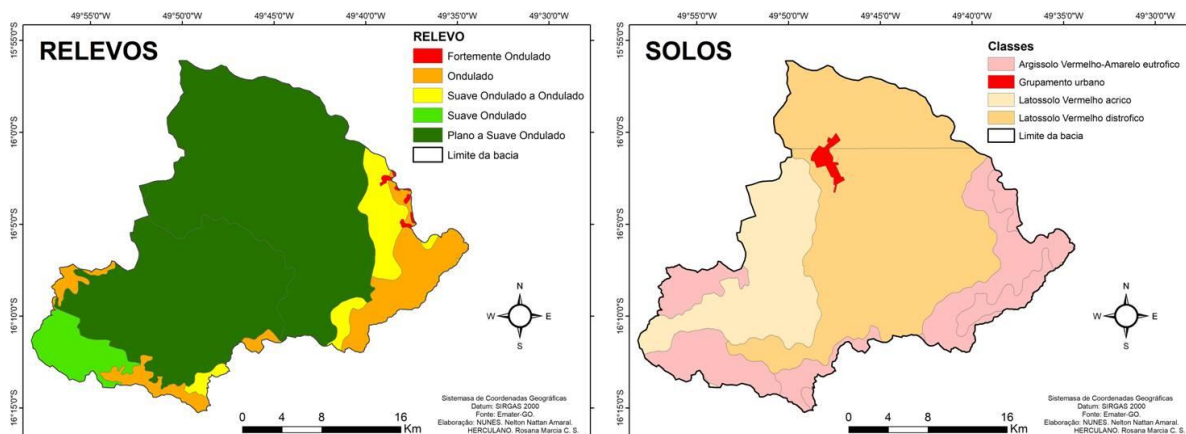 49°55'0"W 49°50'0"W 49°45'0"W 49°40'0"W 49°35'0"W 49°30'0"W
15°55'0"S
16°0'0"S
16°5'0"S
16°10'0"S
16°15'0"S
RELEVOS
RELEVO
Fortemente Ondulado
Ondulado
Suave Ondulado a Ondulado
Suave Ondulado
Plano a Suave Ondulado
Limite da bacia
N
W E
S
Sistemasa de Coordenadas Geográficas
Datum: SIRGAS 2000
Fonte: Emater-GO.
Elaboração: NUNES. Nelton Nattan Amaral.
HERCULANO. Rosana Marcia C. S.
0 4 8 16
Km
49°55'0"W 49°50'0"W 49°45'0"W 49°40'0"W 49°35'0"W 49°30'0"W
15°55'0"S
16°0'0"S
16°5'0"S
16°10'0"S
16°15'0"S
SOLOS
Classes
Argissolo Vermelho-Amarelo eutrofico
Grupamento urbano
Latossolo Vermelho acrico
Latossolo Vermelho distrofico
Limite da bacia
N
W E
S
Sistemasa de Coordenadas Geográficas
Datum: SIRGAS 2000
Fonte: Emater-GO.
Elaboração: NUNES. Nelton Nattan Amaral.
HERCULANO. Rosana Marcia C. S.
0 4 8 16
Km